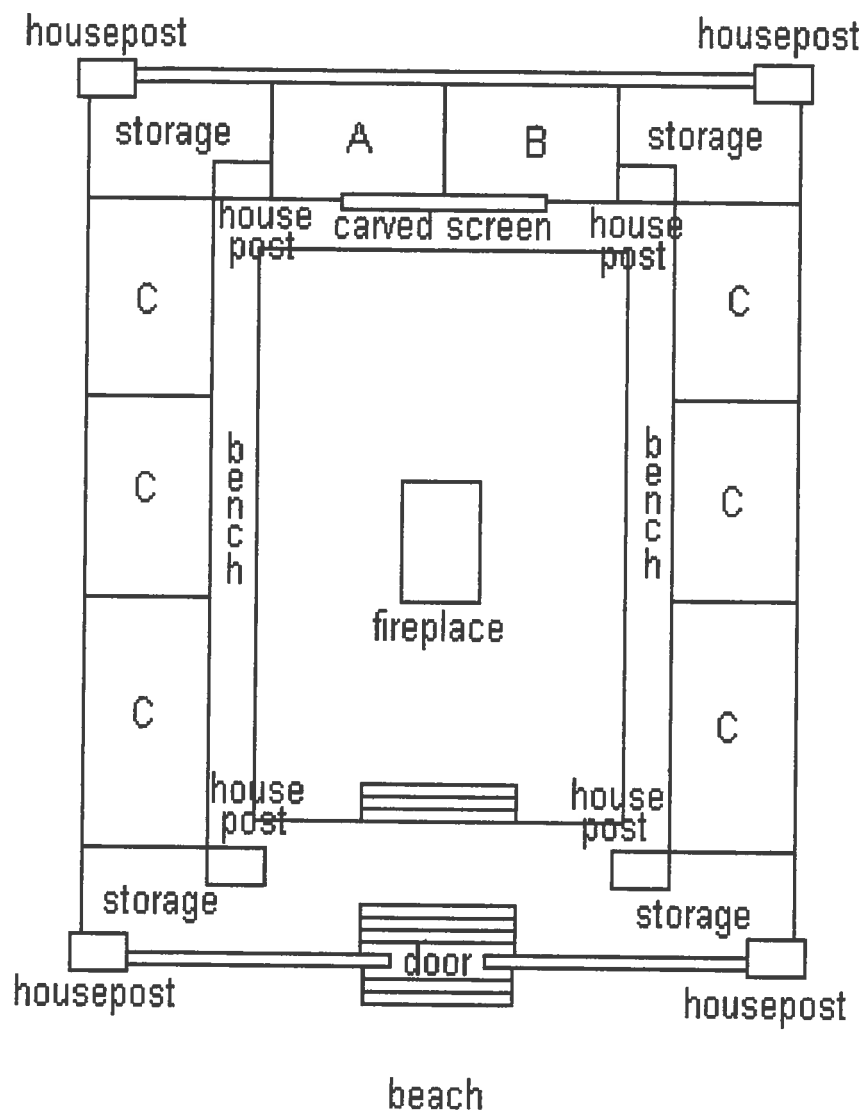 housepost
housepost
storage
A
B
storage
house
post
carved screen
house
post
C
C
bench
bench
C
C
fireplace
C
C
house
post
house
post
storage
storage
door
housepost
housepost
beach